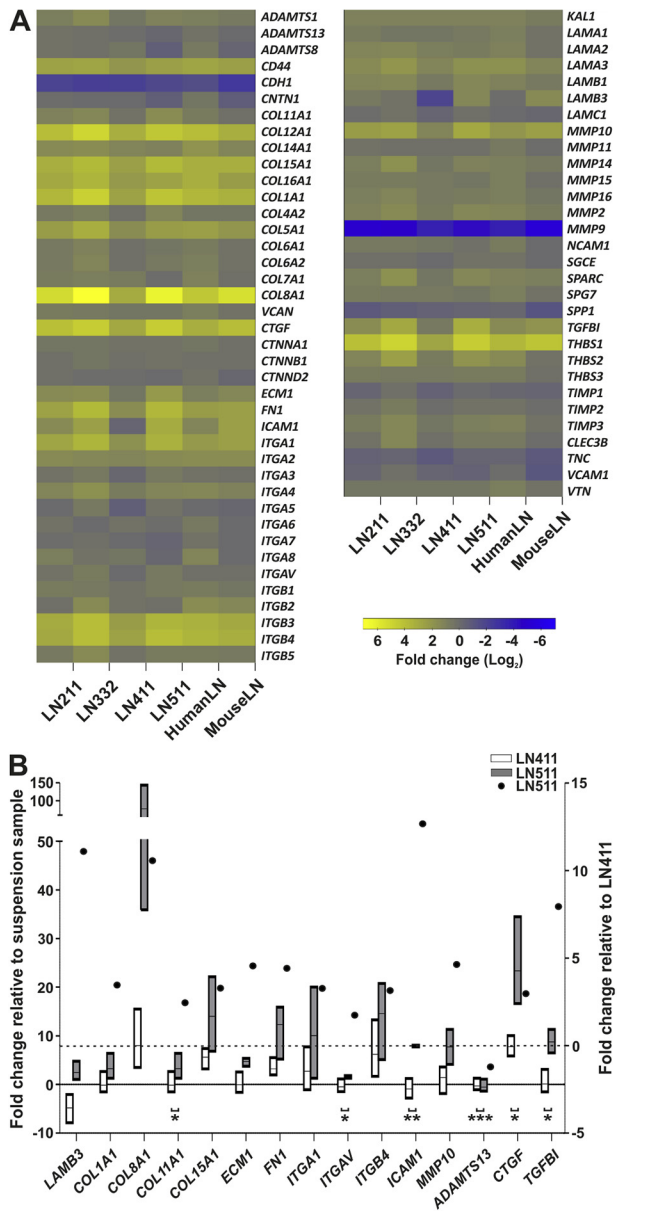 A
ADAMTS1
ADAMTS13
ADAMTS8
CD44
CDH1
CNTN1
COL11A1
COL12A1
COL14A1
COL15A1
COL16A1
COL1A1
COL4A2
COL5A1
COL6A1
COL6A2
COL7A1
COL8A1
VCAN
CTGF
CTNNA1
CTNNB1
CTNND2
ECM1
FN1
ICAM1
ITGA1
ITGA2
ITGA3
ITGA4
ITGA5
ITGA6
ITGA7
ITGA8
ITGAV
ITGB1
ITGB2
ITGB3
ITGB4
ITGB5
LN211
LN332
LN411
LN511
HumanLN
MouseLN
KAL1
LAMA1
LAMA2
LAMA3
LAMB1
LAMB3
LAMC1
MMP10
MMP11
MMP14
MMP15
MMP16
MMP2
MMP9
NCAM1
SGCE
SPARC
SPG7
SPP1
TGFBI
THBS1
THBS2
THBS3
TIMP1
TIMP2
TIMP3
CLEC3B
TNC
VCAM1
VTN
LN211
LN332
LN411
LN511
HumanLN
MouseLN
6 4 2 0 -2 -4 -6
Fold change (Log₂)
B
LN411
LN511
LN511
Fold change relative to suspension sample
150
100
50
40
30
20
10
0
-10
15
10
5
0
-5
Fold change relative to LN411
* * ** *** * *
LAMB3
COL1A1
COL8A1
COL11A1
COL15A1
ECM1
FN1
ITGA1
ITGAV
ITGB4
ICAM1
MMP10
ADAMTS13
CTGF
TGFBI